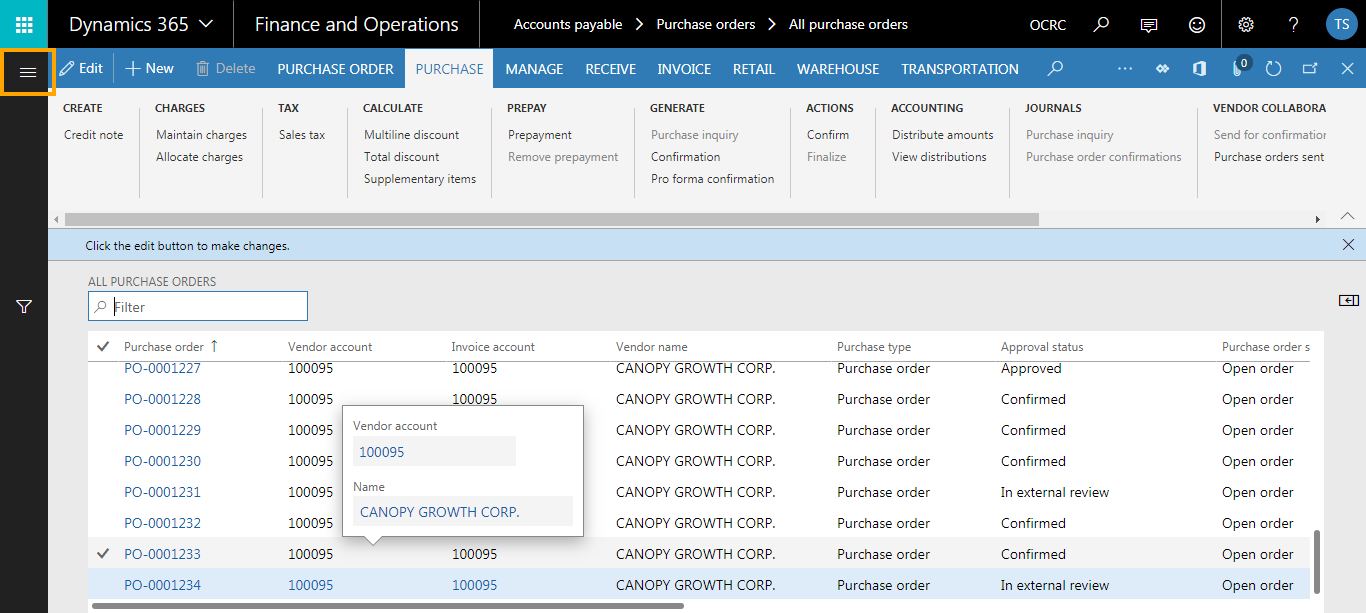 Dynamics 365 Finance and Operations Accounts payable Purchase orders All purchase orders OCRC ? TS
Edit New Delete PURCHASE ORDER PURCHASE MANAGE RECEIVE INVOICE RETAIL WAREHOUSE TRANSPORTATION ... 0
CREATE CHARGES TAX CALCULATE PREPAY GENERATE ACTIONS ACCOUNTING JOURNALS VENDOR COLLABORA
Credit note Maintain charges Sales tax Multiline discount Prepayment Purchase inquiry Confirm Distribute amounts Purchase inquiry Send for confirmation
Allocate charges Total discount Remove prepayment Confirmation Finalize View distributions Purchase order confirmations Purchase orders sent
Supplementary items Pro forma confirmation
Click the edit button to make changes.
ALL PURCHASE ORDERS
Filter
Purchase order Vendor account Invoice account Vendor name Purchase type Approval status Purchase order s
PO-0001227 100095 100095 CANOPY GROWTH CORP. Purchase order Approved Open order
PO-0001228 100095 100095 CANOPY GROWTH CORP. Purchase order Confirmed Open order
PO-0001229 100095 CANOPY GROWTH CORP. Purchase order Confirmed Open order
PO-0001230 100095 CANOPY GROWTH CORP. Purchase order Confirmed Open order
PO-0001231 100095 CANOPY GROWTH CORP. Purchase order In external review Open order
PO-0001232 100095 CANOPY GROWTH CORP. Purchase order Confirmed Open order
PO-0001233 100095 100095 CANOPY GROWTH CORP. Purchase order Confirmed Open order
PO-0001234 100095 100095 CANOPY GROWTH CORP. Purchase order In external review Open order
Vendor account
100095
Name
CANOPY GROWTH CORP.